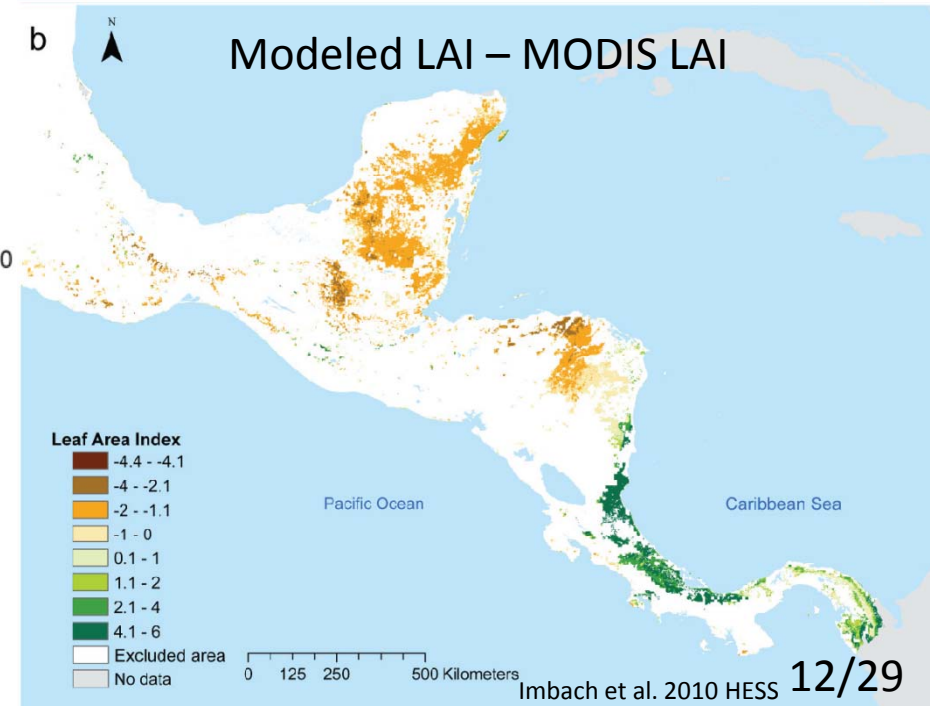 b
N
Modeled LAI – MODIS LAI
0
Leaf Area Index
-4.4 - -4.1
-4 - -2.1
-2 - -1.1
-1 - 0
0.1 - 1
1.1 - 2
2.1 - 4
4.1 - 6
Excluded area
No data
Pacific Ocean
Caribbean Sea
0 125 250 500 Kilometers
Imbach et al. 2010 HESS 12/29